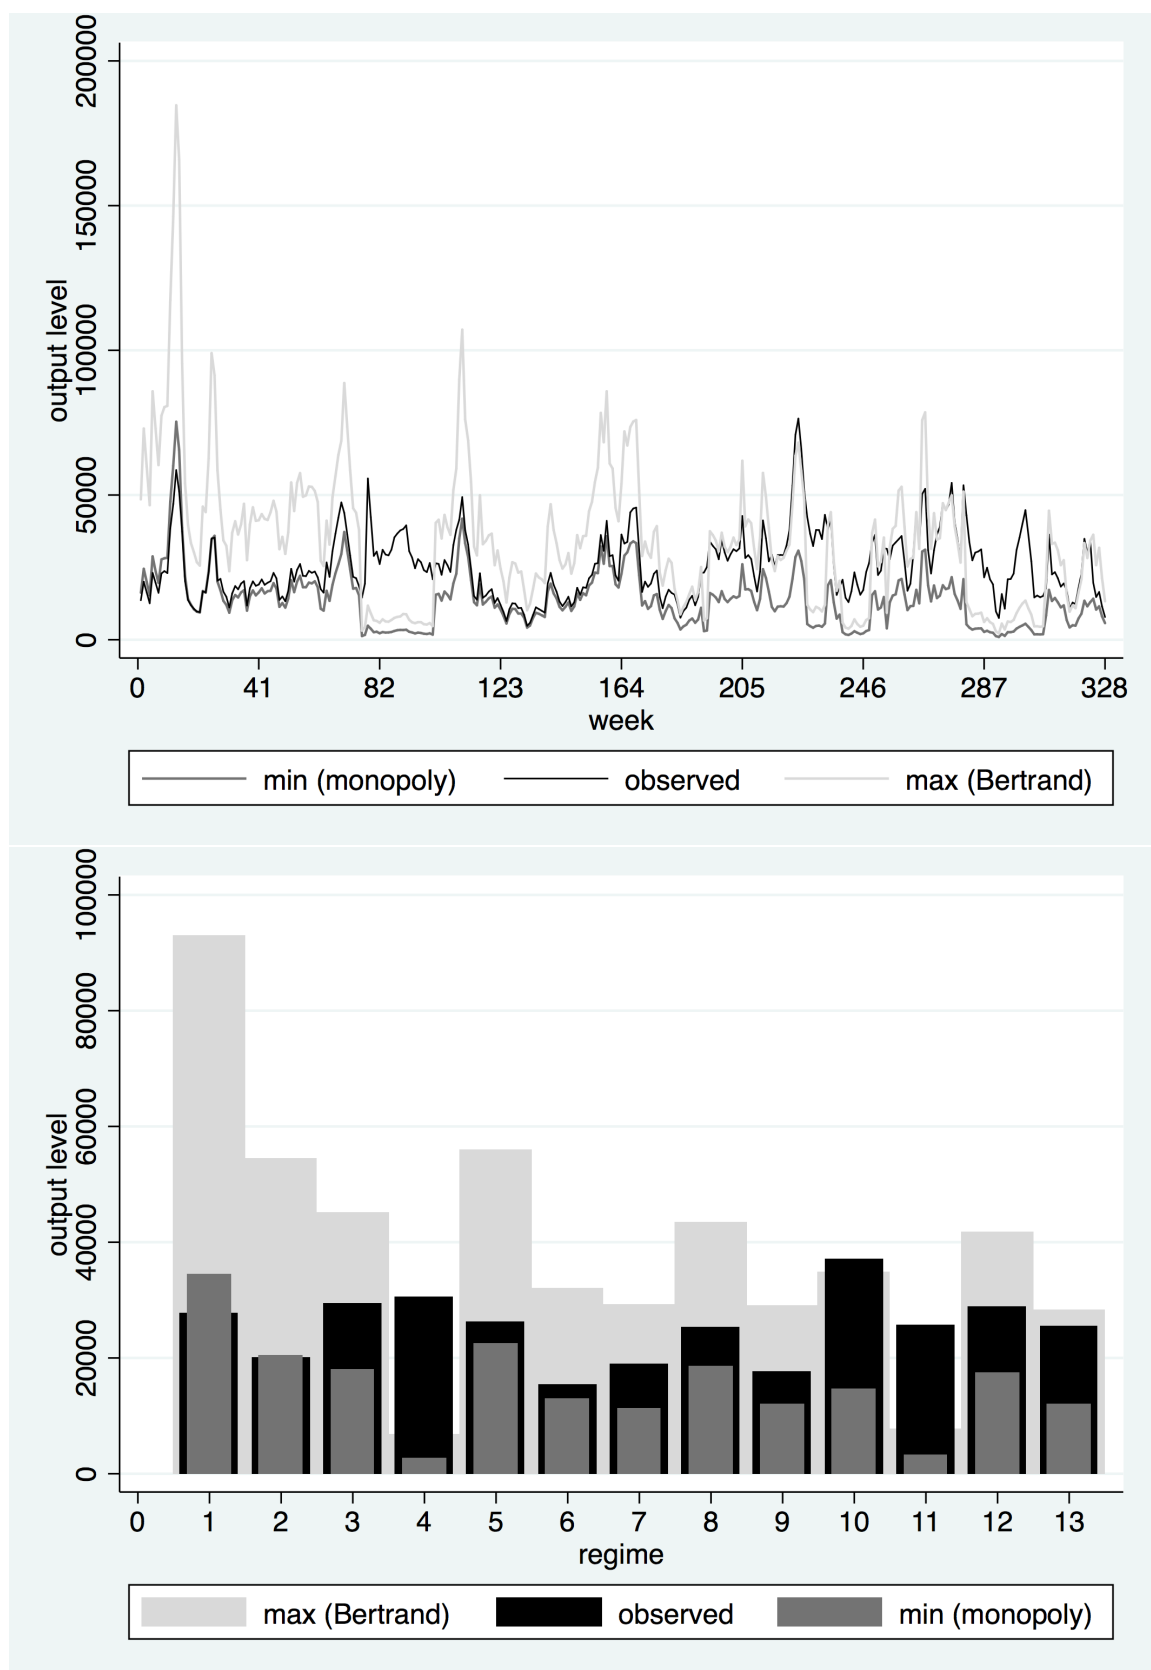 200000
150000
100000
50000
0
output level
0 41 82 123 164 205 246 287 328
week
min (monopoly) observed max (Bertrand)
100000
80000
60000
40000
20000
0
output level
0 1 2 3 4 5 6 7 8 9 10 11 12 13
regime
max (Bertrand) observed min (monopoly)